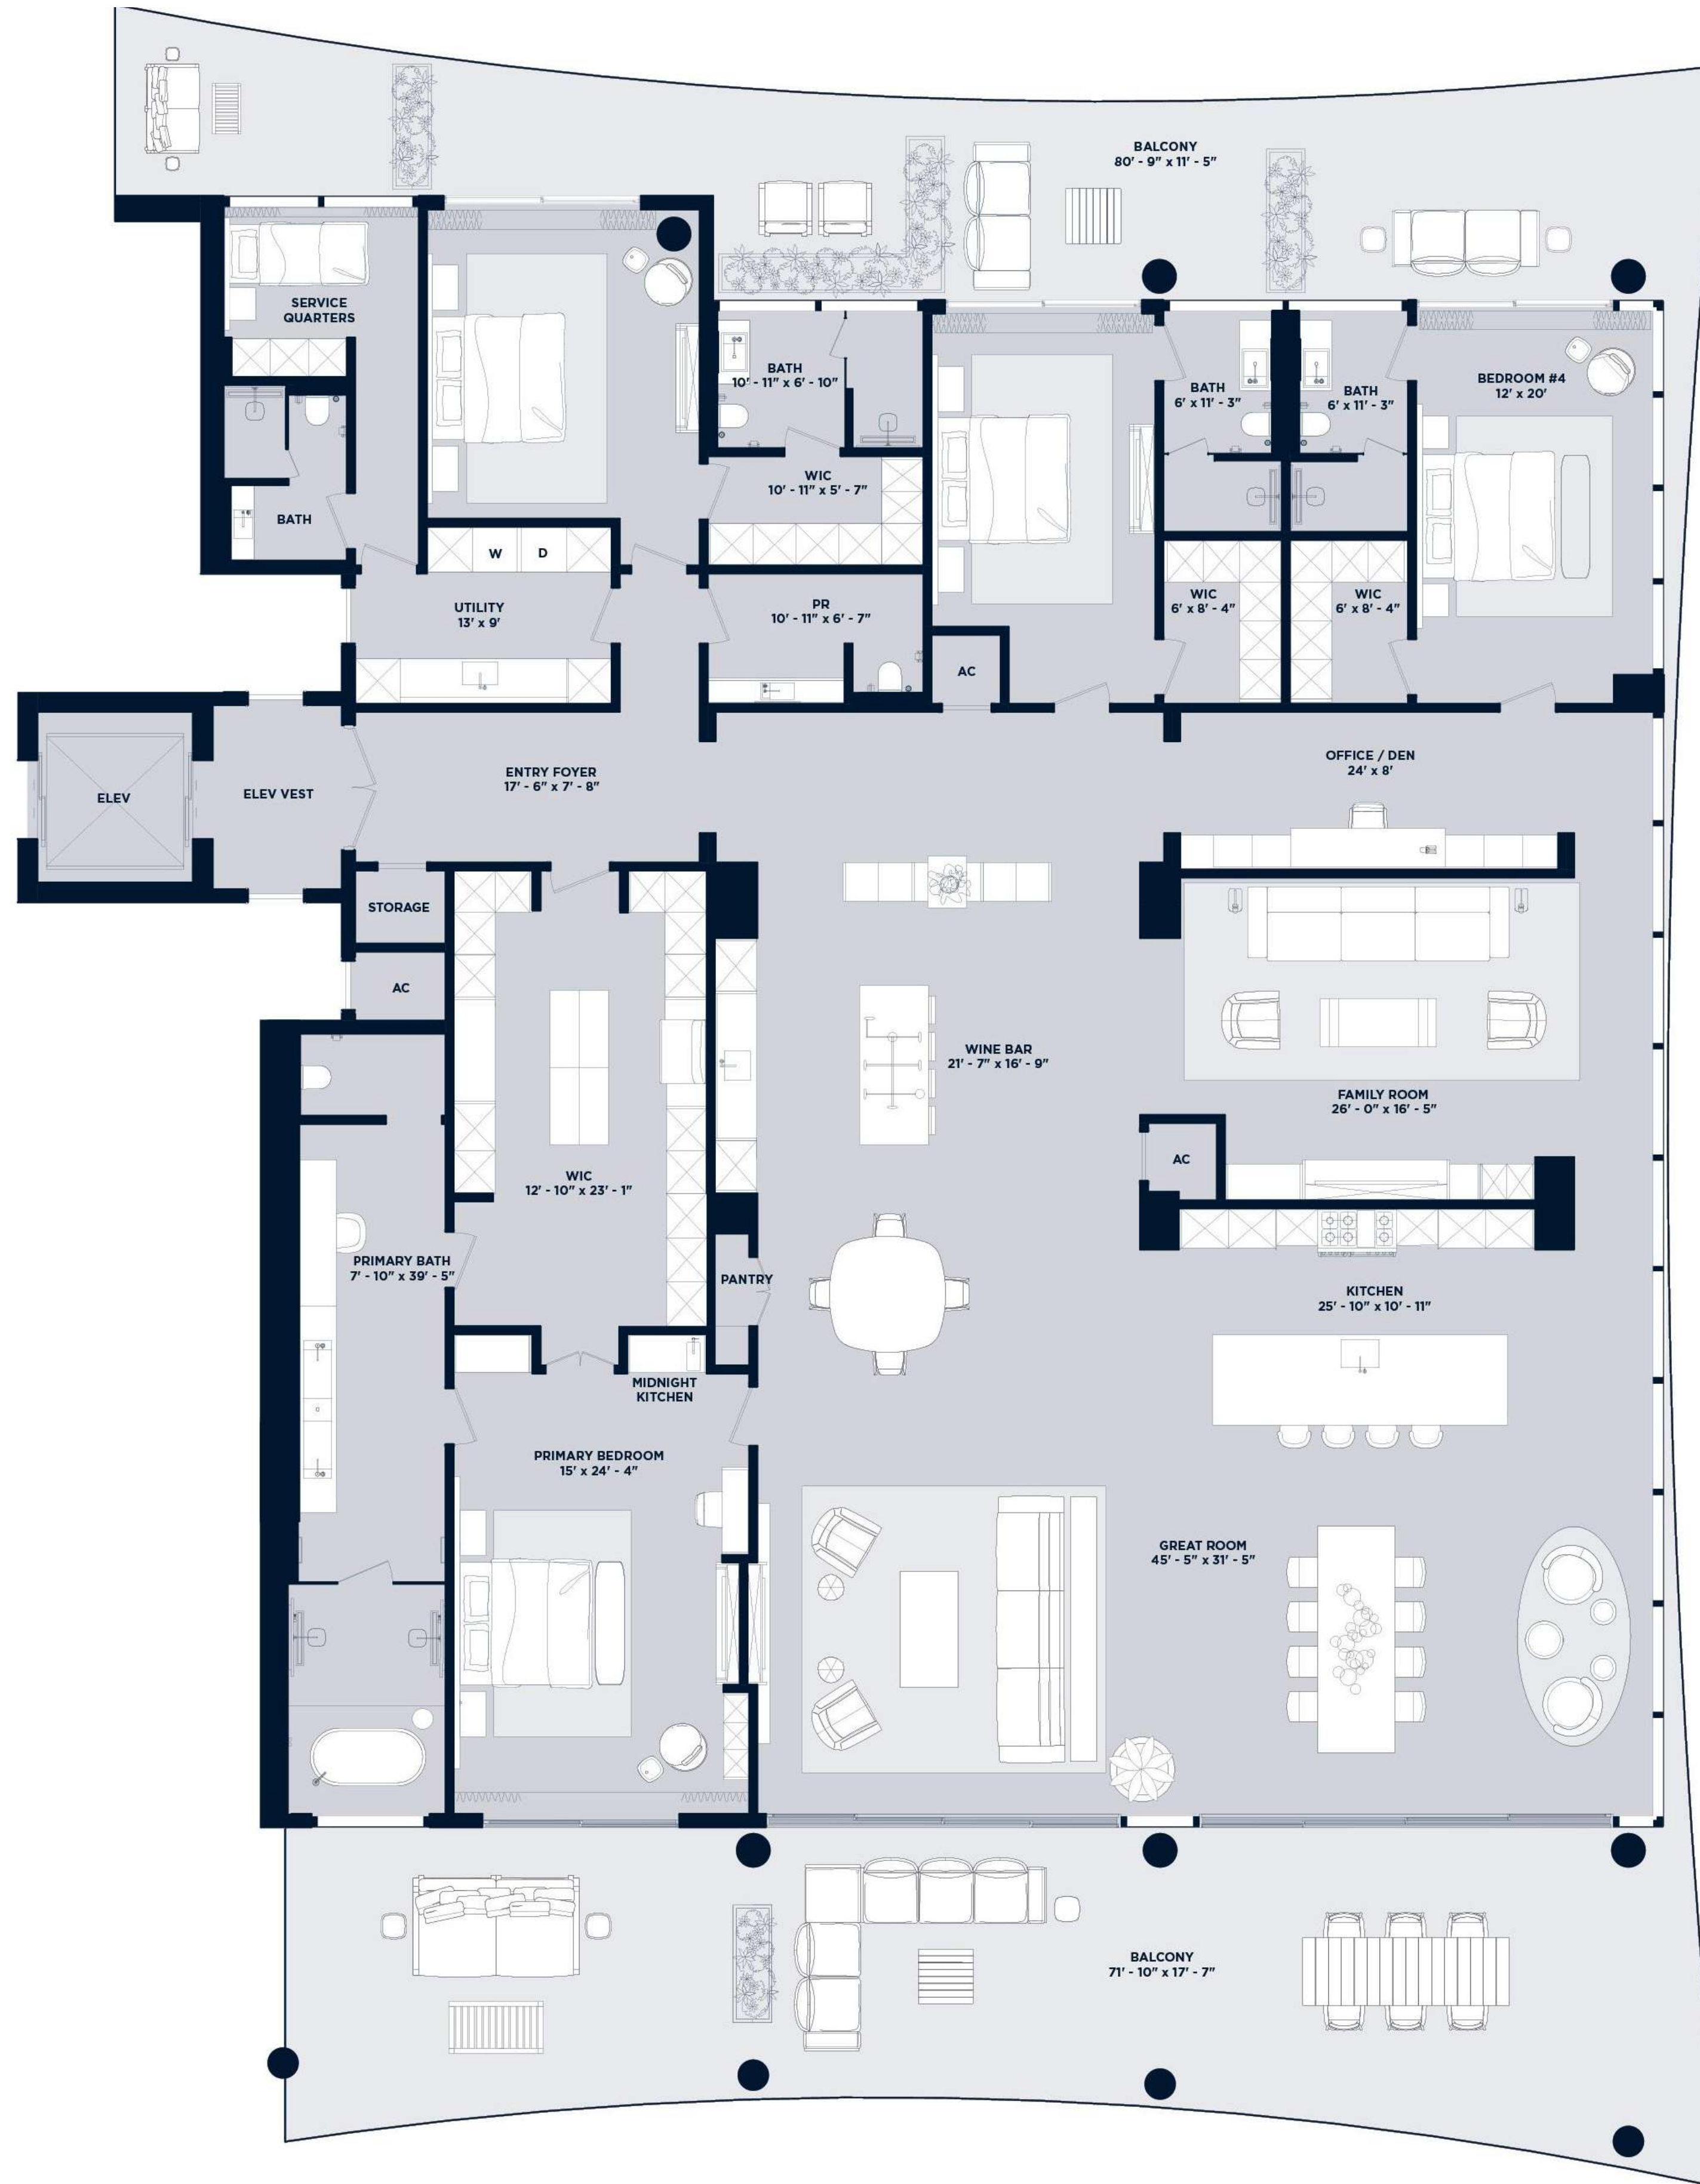 BALCONY
80' - 9" x 11' - 5"
SERVICE
QUARTERS
BATH
10' - 11" x 6' - 10"
BATH
6' x 11' - 3"
BATH
6' x 11' - 3"
BEDROOM #4
12' x 20'
WIC
10' - 11" x 5' - 7"
BATH
W
D
UTILITY
13' x 9'
PR
10' - 11" x 6' - 7"
WIC
6' x 8' - 4"
WIC
6' x 8' - 4"
AC
ELEV
ELEV VEST
ENTRY FOYER
17' - 6" x 7' - 8"
OFFICE / DEN
24' x 8'
STORAGE
AC
WINE BAR
21' - 7" x 16' - 9"
FAMILY ROOM
26' - 0" x 16' - 5"
AC
WIC
12' - 10" x 23' - 1"
PRIMARY BATH
7' - 10" x 39' - 5"
PANTRY
KITCHEN
25' - 10" x 10' - 11"
MIDNIGHT
KITCHEN
PRIMARY BEDROOM
15' x 24' - 4"
GREAT ROOM
45' - 5" x 31' - 5"
BALCONY
71' - 10" x 17' - 7"